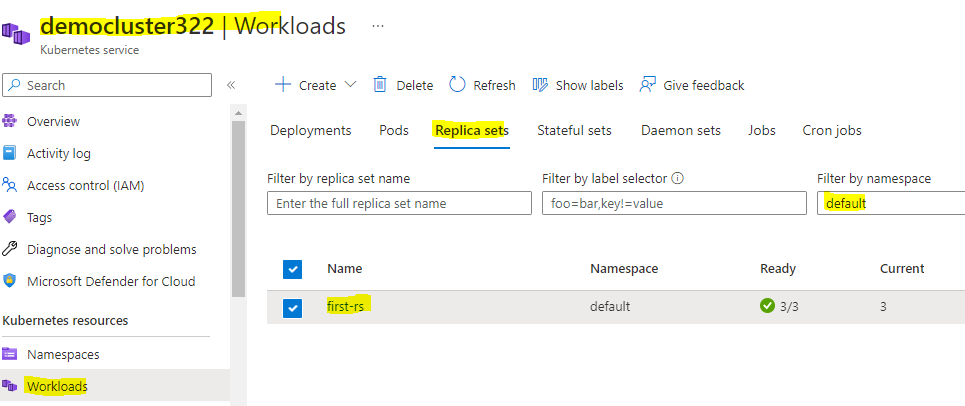 democluster322 | Workloads ...
Kubernetes service
Search «
Create Delete Refresh Show labels Give feedback
Overview
Activity log
Access control (IAM)
Tags
Diagnose and solve problems
Microsoft Defender for Cloud
Kubernetes resources
Namespaces
Workloads
Deployments Pods Replica sets Stateful sets Daemon sets Jobs Cron jobs
Filter by replica set name Filter by label selector Filter by namespace
Enter the full replica set name foo=bar,key!=value default
Name Namespace Ready Current
first-rs default 3/3 3